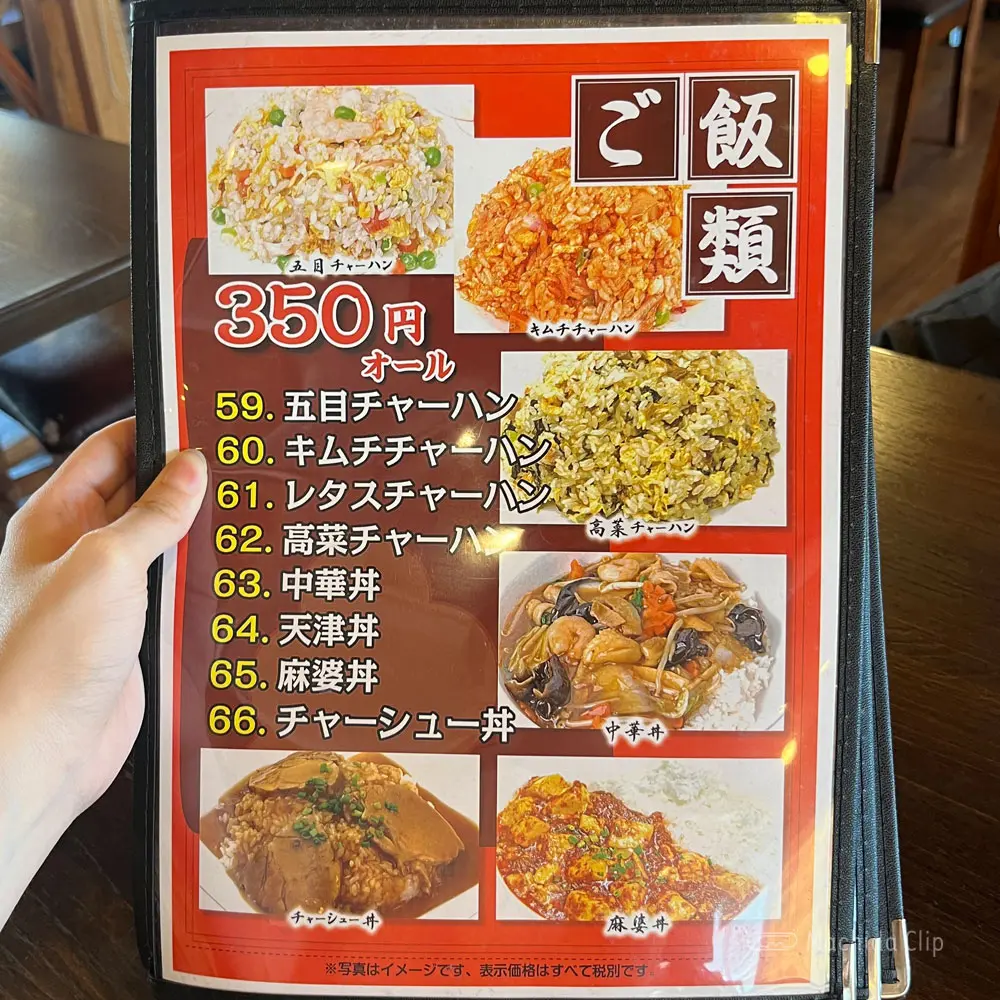 ご飯類
五目チャーハン
キムチチャーハン
350円
オール
59. 五目チャーハン
60. キムチチャーハン
61. レタスチャーハン
62. 高菜チャーハン
63. 中華丼
64. 天津丼
65. 麻婆丼
66. チャーシュー丼
高菜チャーハン
中華丼
チャーシュー丼
麻婆丼
※写真はイメージです、表示価格はすべて税別です。
Machida Clip